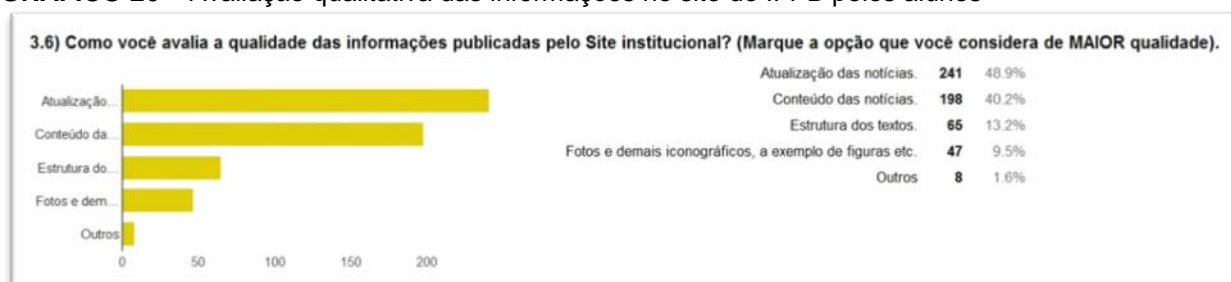 3.6) Como você avalia a qualidade das informações publicadas pelo Site institucional? (Marque a opção que você considera de MAIOR qualidade).
Atualização das notícias. 241 48.9%
Conteúdo das notícias. 198 40.2%
Estrutura dos textos. 65 13.2%
Fotos e demais iconográficos, a exemplo de figuras etc. 47 9.5%
Outros 8 1.6%
Atualização...
Conteúdo da...
Estrutura do...
Fotos e dem...
Outros
0 50 100 150 200